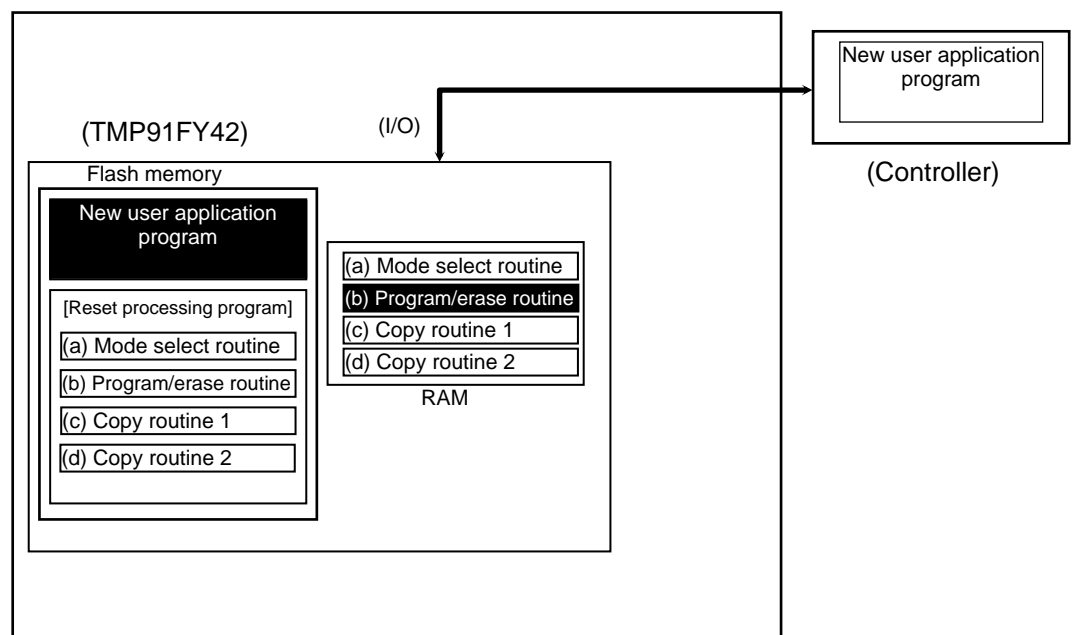 New user application
program
(Controller)
(I/O)
(TMP91FY42)
Flash memory
New user application
program
[Reset processing program]
(a) Mode select routine
(b) Program/erase routine
(c) Copy routine 1
(d) Copy routine 2
(a) Mode select routine
(b) Program/erase routine
(c) Copy routine 1
(d) Copy routine 2
RAM